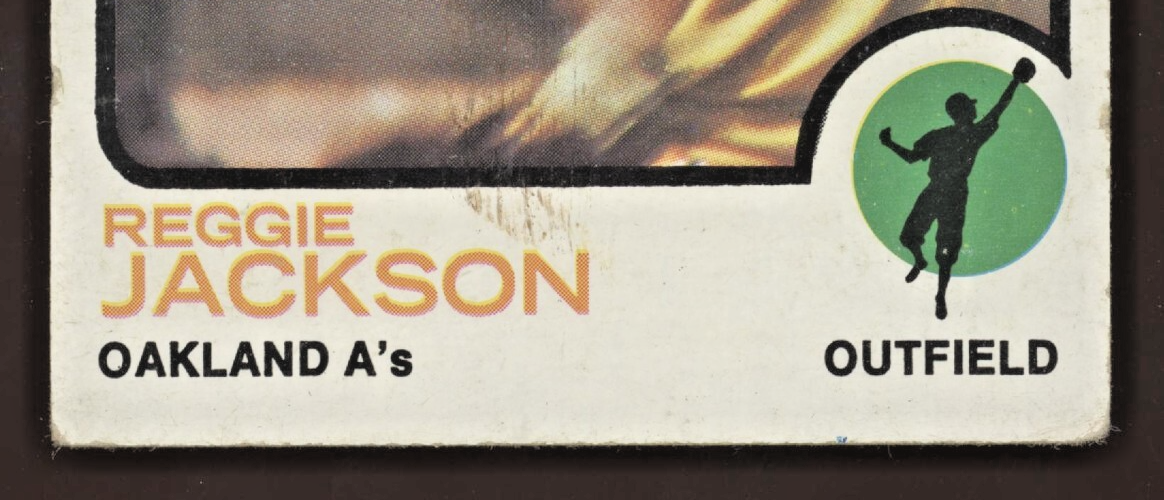 REGGIE
JACKSON
OAKLAND A's
OUTFIELD